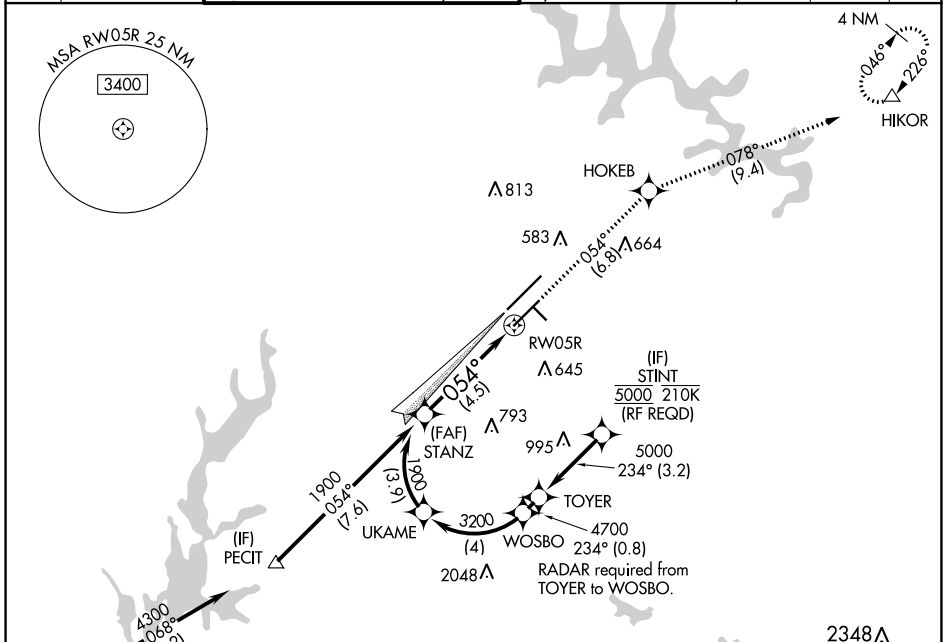 MSA RW05R 25 NM
3400
4 NM
046°
226°
HIKOR
HOKEB
078°
(9.4)
813
583
664
054°
(6.8)
RW05R
645
054°
(4.5)
(FAF)
STANZ
793
995
(IF)
STINT
5000 210K
(RF REQD)
5000
234° (3.2)
TOYER
4700
234° (0.8)
WOSBO
RADAR required from
TOYER to WOSBO.
1900
(3.9)
UKAME
3200
(4)
2048
1900
054°
(7.6)
(IF)
PECIT
4300
068°
2348